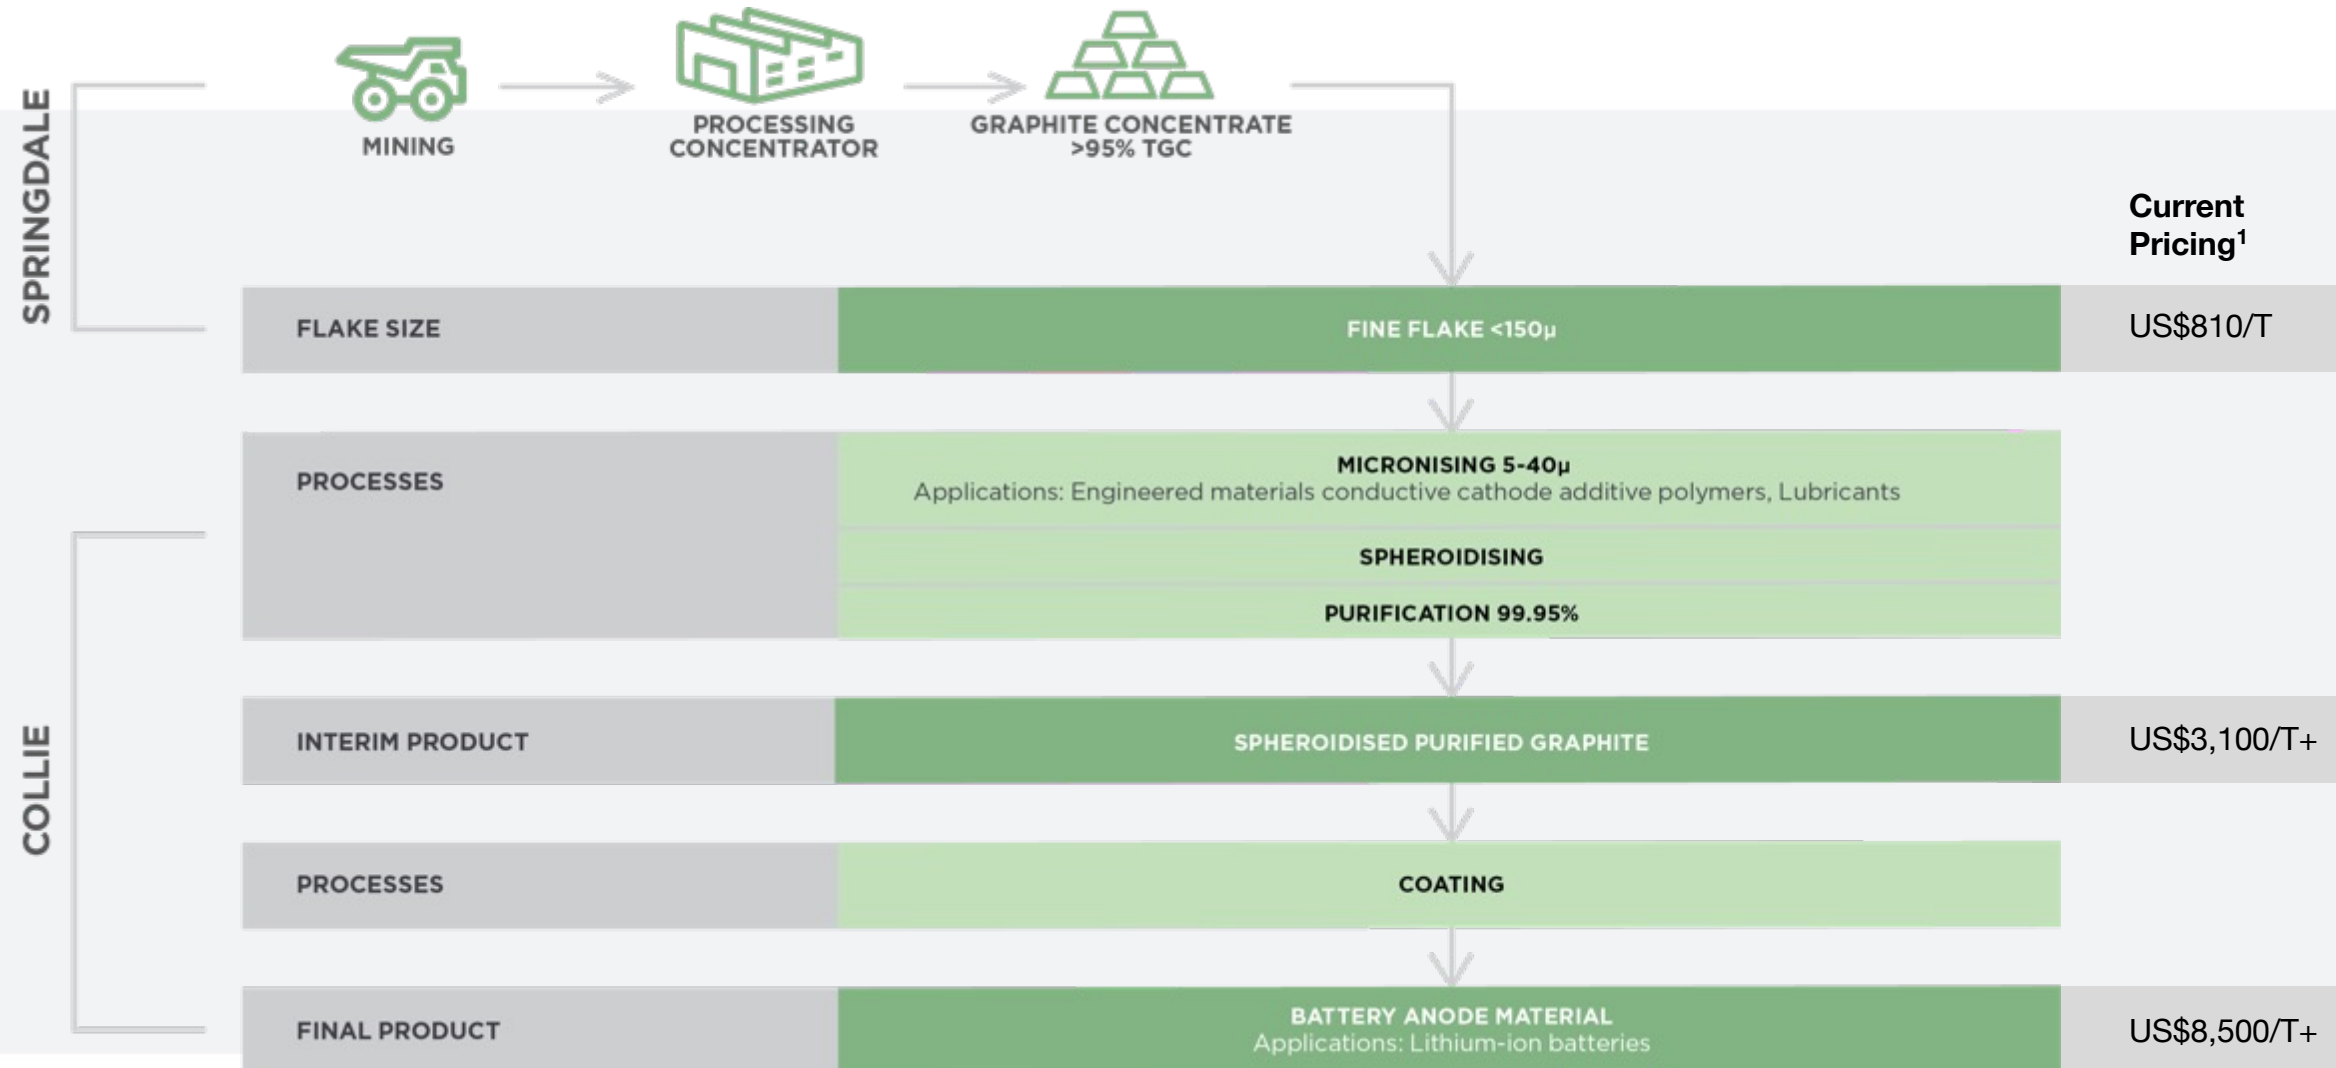 SPRINGDALE
MINING
PROCESSING
CONCENTRATOR
GRAPHITE CONCENTRATE
>95% TGC
Current
Pricing¹
FLAKE SIZE
FINE FLAKE <150µ
US$810/T
PROCESSES
MICRONISING 5-40µ
Applications: Engineered materials conductive cathode additive polymers, Lubricants
SPHEROIDISING
PURIFICATION 99.95%
COLLIE
INTERIM PRODUCT
SPHEROIDISED PURIFIED GRAPHITE
US$3,100/T+
PROCESSES
COATING
FINAL PRODUCT
BATTERY ANODE MATERIAL
Applications: Lithium-ion batteries
US$8,500/T+